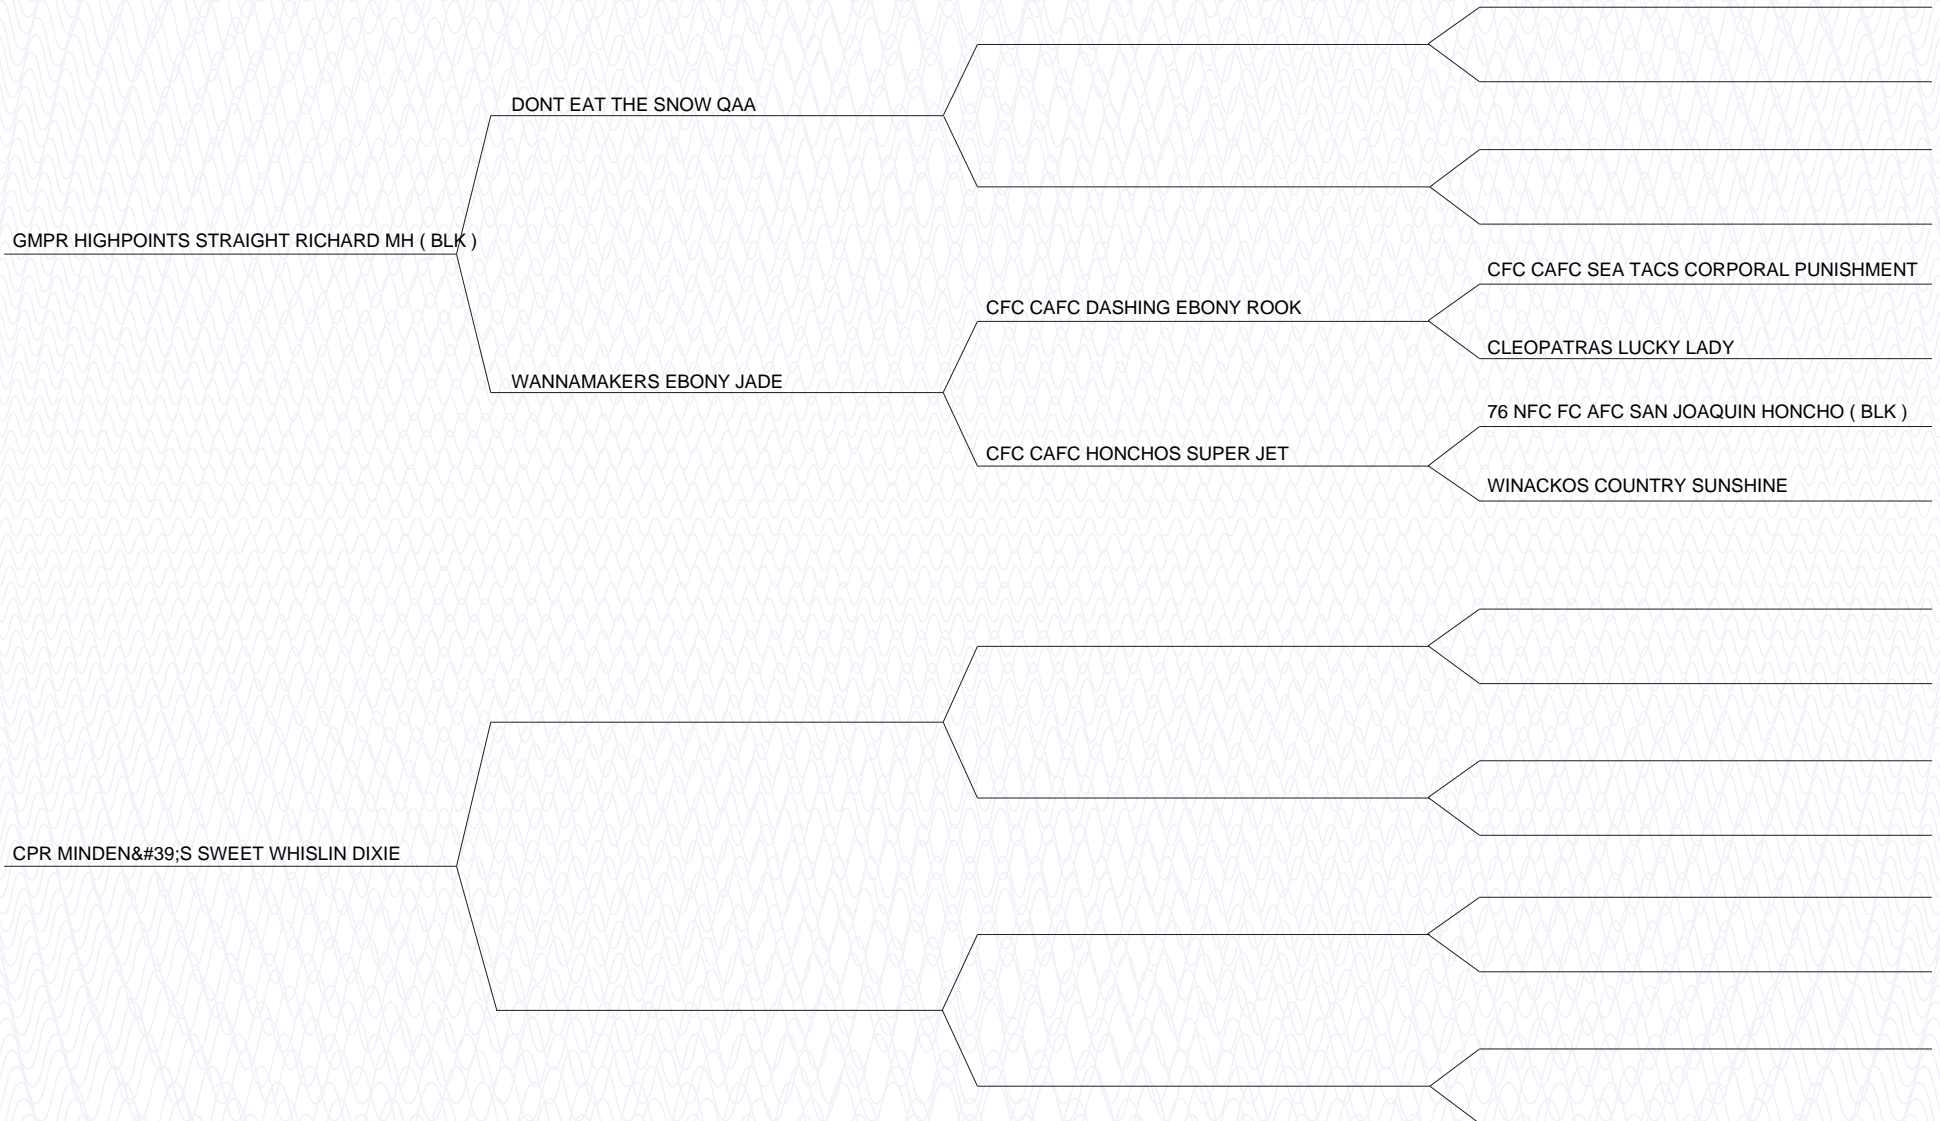 DONT EAT THE SNOW QAA
GMPR HIGHPOINTS STRAIGHT RICHARD MH ( BLK )
CFC CAFC SEA TACS CORPORAL PUNISHMENT
CFC CAFC DASHING EBONY ROOK
CLEOPATRAS LUCKY LADY
WANNAMAKERS EBONY JADE
76 NFC FC AFC SAN JOAQUIN HONCHO ( BLK )
CFC CAFC HONCHOS SUPER JET
WINACKOS COUNTRY SUNSHINE
CPR MINDEN&#39;S SWEET WHISLIN DIXIE